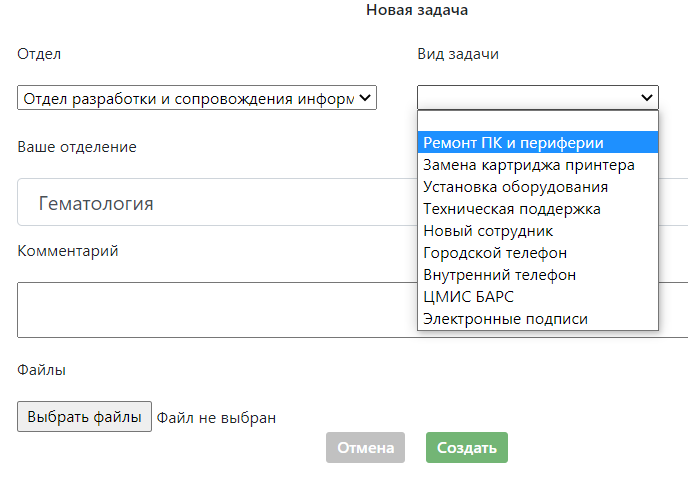 Новая задача
Отдел
Вид задачи
Отдел разработки и сопровождения информ
Ваше отделение
Ремонт ПК и периферии
Замена картриджа принтера
Гематология
Установка оборудования
Техническая поддержка
Новый сотрудник
Комментарий
Городской телефон
Внутренний телефон
ЦМИС БАРС
Электронные подписи
Файлы
Выбрать файлы Файл не выбран
Отмена
Создать